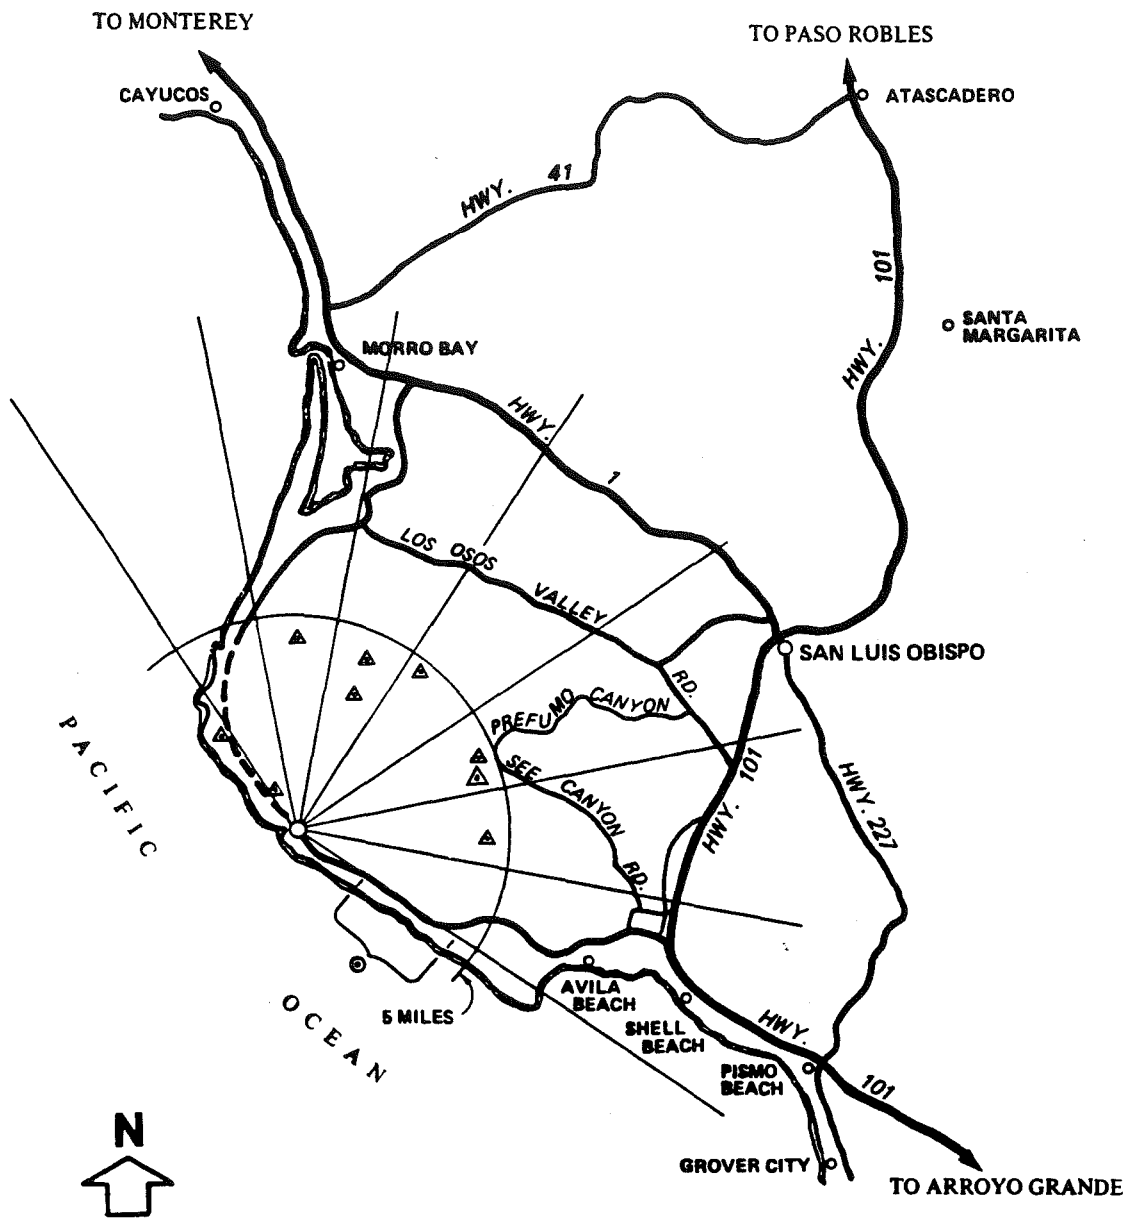 TO MONTEREY
TO PASO ROBLES
CAYUCOS
ATASCADERO
HWY. 41
101
SANTA
MARGARITA
HWY.
MORRO BAY
HWY. 1
LOS OSOS VALLEY RD.
SAN LUIS OBISPO
PREFUMO CANYON
SEE CANYON RD.
HWY. 101
HWY. 227
PACIFIC
OCEAN
5 MILES
AVILA
BEACH
SHELL
BEACH
PISMO
BEACH
HWY. 101
GROVER CITY
TO ARROYO GRANDE
N